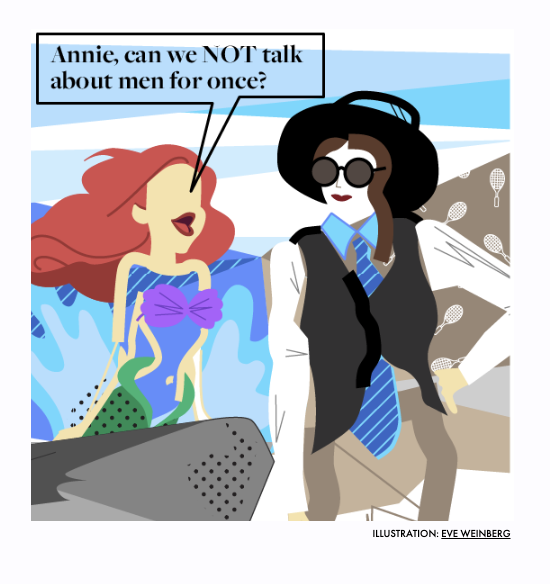 Annie, can we NOT talk
about men for once?
ILLUSTRATION: EVE WEINBERG